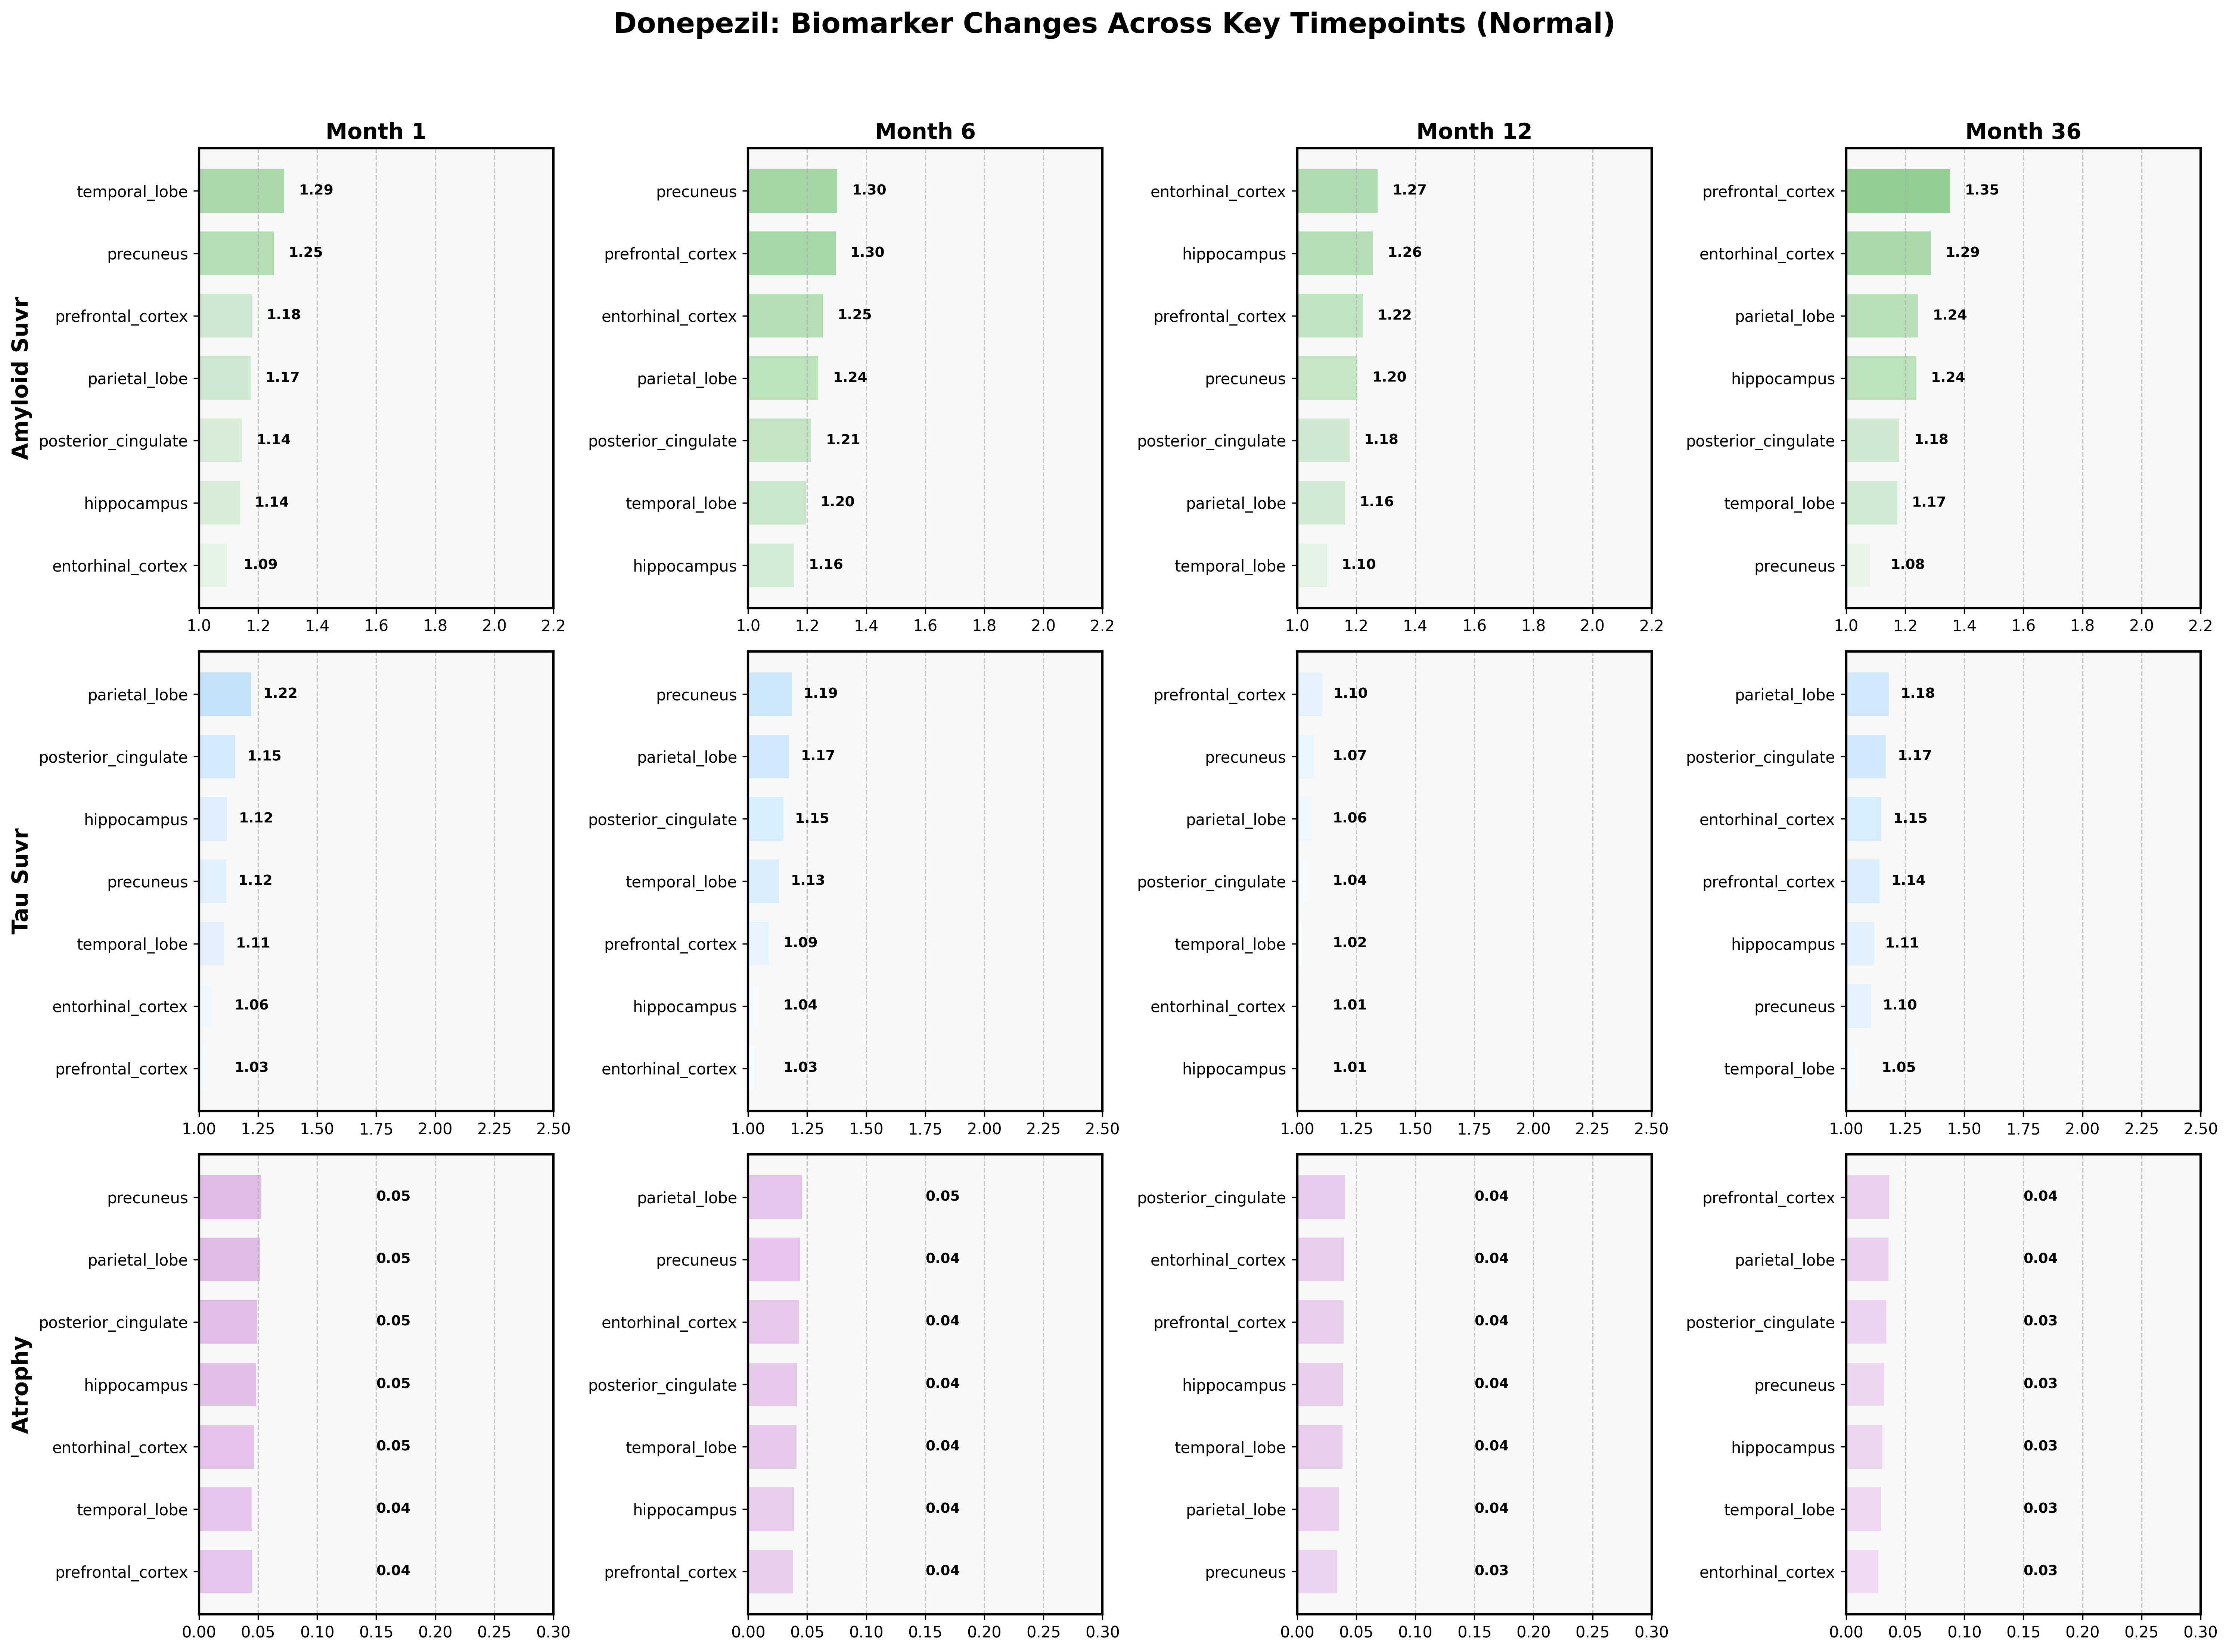 Donepezil: Biomarker Changes Across Key Timepoints (Normal)
Amyloid Suvr
Month 1
temporal_lobe 1.29
precuneus 1.25
prefrontal_cortex 1.18
parietal_lobe 1.17
posterior_cingulate 1.14
hippocampus 1.14
entorhinal_cortex 1.09
1.0 1.2 1.4 1.6 1.8 2.0 2.2
Month 6
precuneus 1.30
prefrontal_cortex 1.30
entorhinal_cortex 1.25
parietal_lobe 1.24
posterior_cingulate 1.21
temporal_lobe 1.20
hippocampus 1.16
1.0 1.2 1.4 1.6 1.8 2.0 2.2
Month 12
entorhinal_cortex 1.27
hippocampus 1.26
prefrontal_cortex 1.22
precuneus 1.20
posterior_cingulate 1.18
parietal_lobe 1.16
temporal_lobe 1.10
1.0 1.2 1.4 1.6 1.8 2.0 2.2
Month 36
prefrontal_cortex 1.35
entorhinal_cortex 1.29
parietal_lobe 1.24
hippocampus 1.24
posterior_cingulate 1.18
temporal_lobe 1.17
precuneus 1.08
1.0 1.2 1.4 1.6 1.8 2.0 2.2
Tau Suvr
parietal_lobe 1.22
posterior_cingulate 1.15
hippocampus 1.12
precuneus 1.12
temporal_lobe 1.11
entorhinal_cortex 1.06
prefrontal_cortex 1.03
1.00 1.25 1.50 1.75 2.00 2.25 2.50
precuneus 1.19
parietal_lobe 1.17
posterior_cingulate 1.15
temporal_lobe 1.13
prefrontal_cortex 1.09
hippocampus 1.04
entorhinal_cortex 1.03
1.00 1.25 1.50 1.75 2.00 2.25 2.50
prefrontal_cortex 1.10
precuneus 1.07
parietal_lobe 1.06
posterior_cingulate 1.04
temporal_lobe 1.02
entorhinal_cortex 1.01
hippocampus 1.01
1.00 1.25 1.50 1.75 2.00 2.25 2.50
parietal_lobe 1.18
posterior_cingulate 1.17
entorhinal_cortex 1.15
prefrontal_cortex 1.14
hippocampus 1.11
precuneus 1.10
temporal_lobe 1.05
1.00 1.25 1.50 1.75 2.00 2.25 2.50
Atrophy
precuneus 0.05
parietal_lobe 0.05
posterior_cingulate 0.05
hippocampus 0.05
entorhinal_cortex 0.05
temporal_lobe 0.04
prefrontal_cortex 0.04
0.00 0.05 0.10 0.15 0.20 0.25 0.30
parietal_lobe 0.05
precuneus 0.04
entorhinal_cortex 0.04
posterior_cingulate 0.04
temporal_lobe 0.04
hippocampus 0.04
prefrontal_cortex 0.04
0.00 0.05 0.10 0.15 0.20 0.25 0.30
posterior_cingulate 0.04
entorhinal_cortex 0.04
prefrontal_cortex 0.04
hippocampus 0.04
temporal_lobe 0.04
parietal_lobe 0.04
precuneus 0.03
0.00 0.05 0.10 0.15 0.20 0.25 0.30
prefrontal_cortex 0.04
parietal_lobe 0.04
posterior_cingulate 0.03
precuneus 0.03
hippocampus 0.03
temporal_lobe 0.03
entorhinal_cortex 0.03
0.00 0.05 0.10 0.15 0.20 0.25 0.30